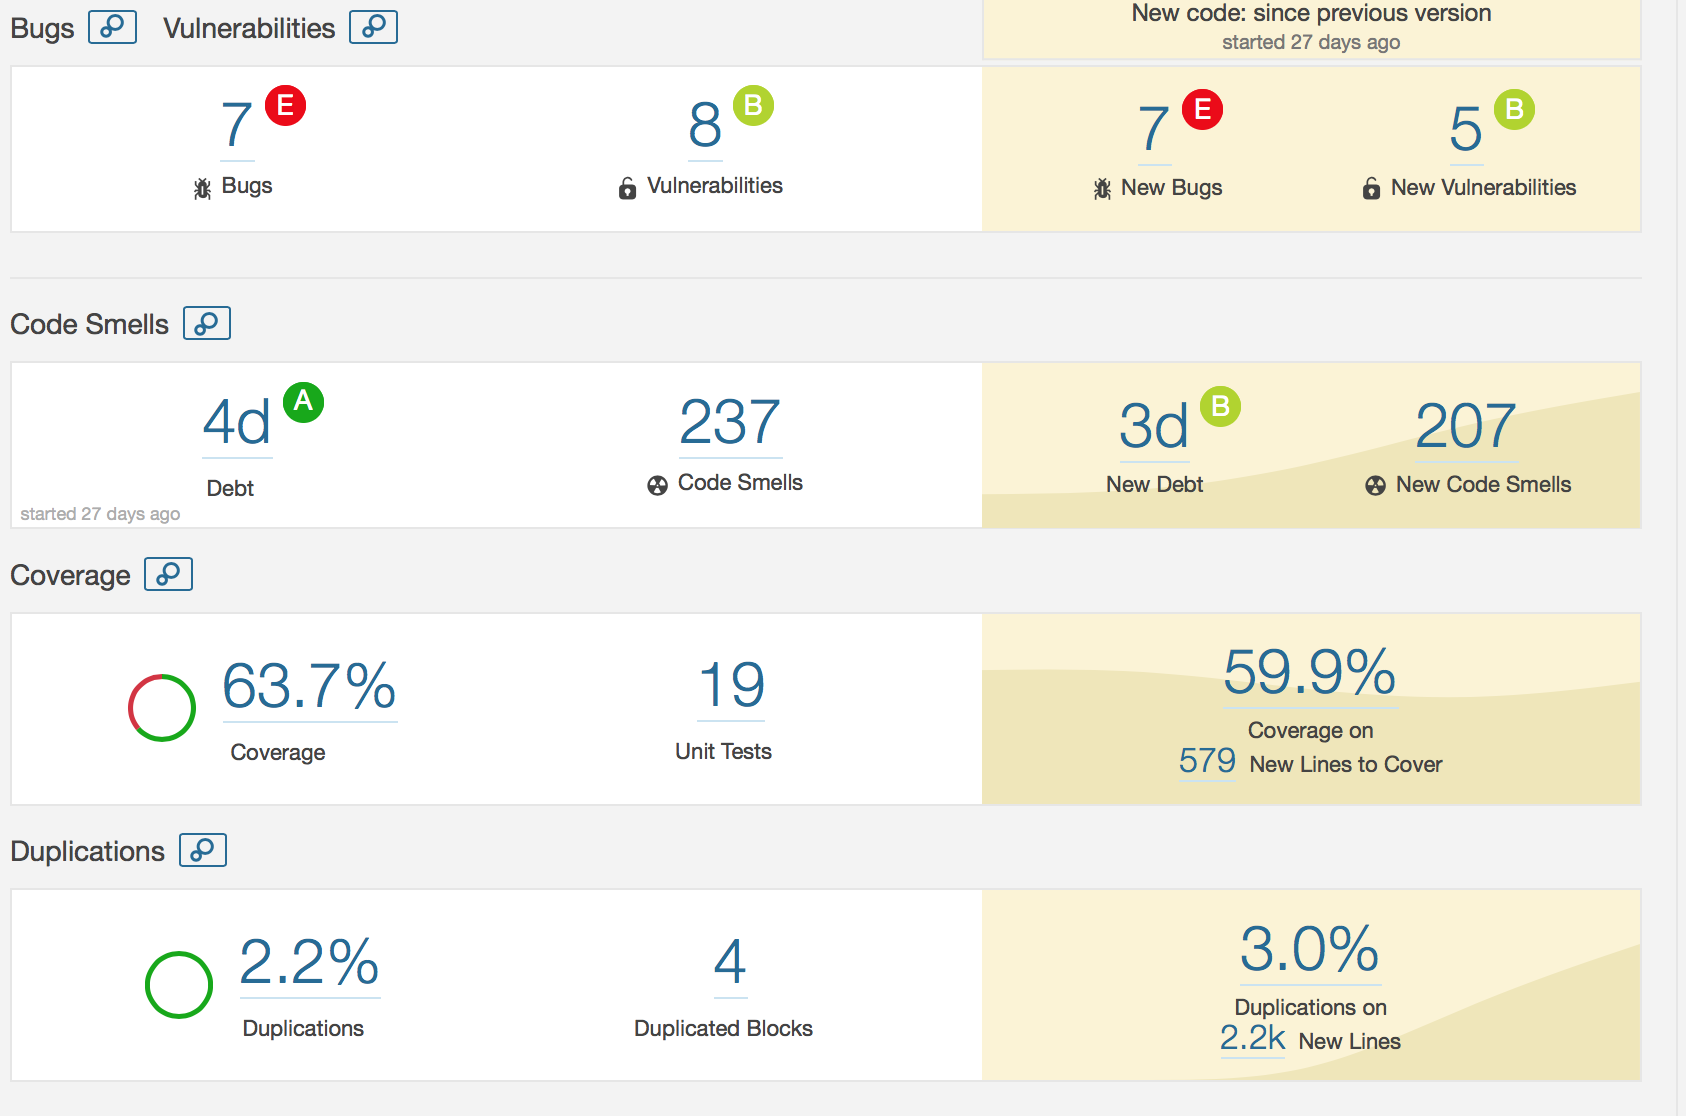 Bugs Vulnerabilities
New code: since previous version
started 27 days ago
7 E
Bugs
8 B
Vulnerabilities
7 E
New Bugs
5 B
New Vulnerabilities
Code Smells
4d A
Debt
started 27 days ago
237
Code Smells
3d B
New Debt
207
New Code Smells
Coverage
63.7%
Coverage
19
Unit Tests
59.9%
Coverage on
579 New Lines to Cover
Duplications
2.2%
Duplications
4
Duplicated Blocks
3.0%
Duplications on
2.2k New Lines